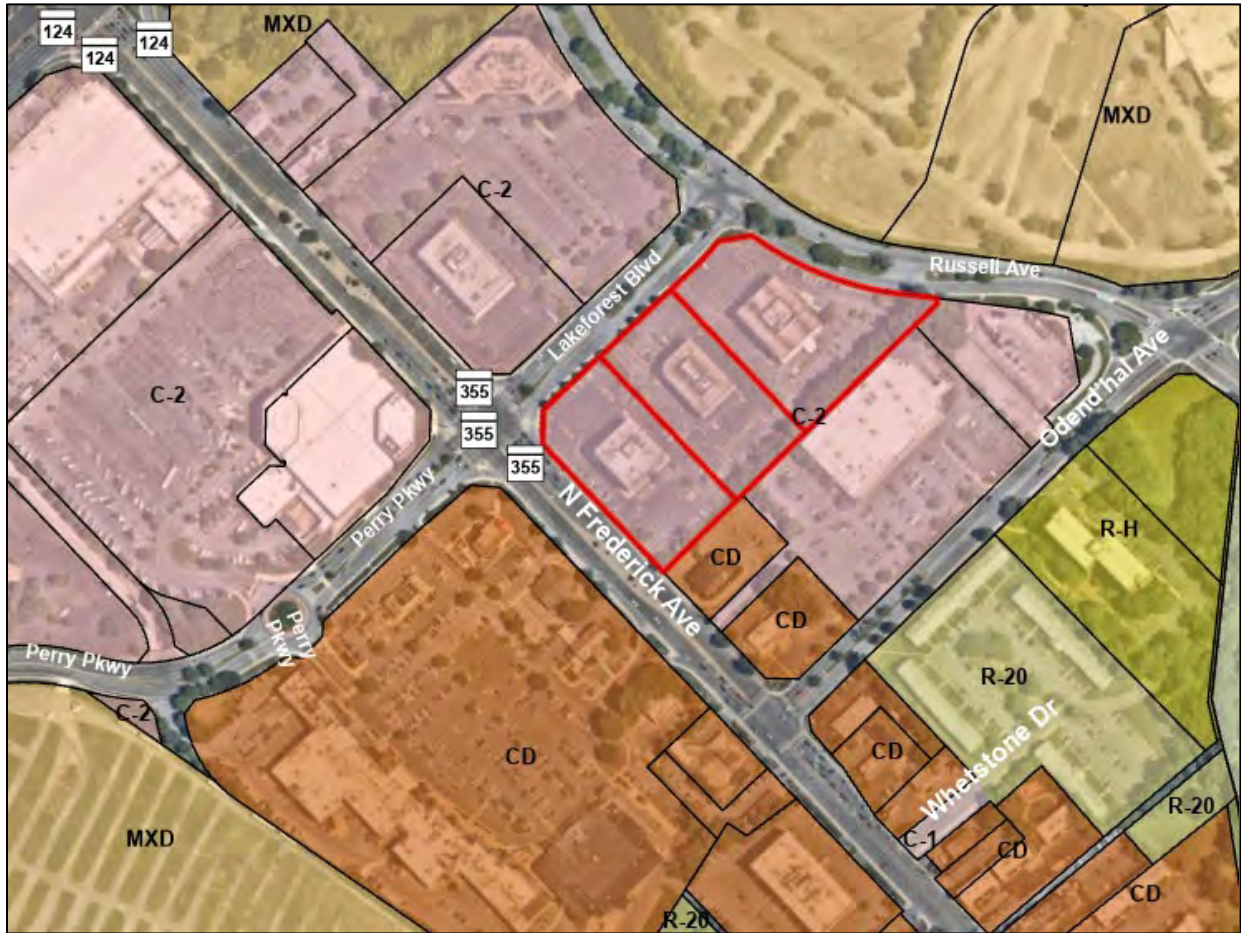 124
124
124
MXD
MXD
C-2
Lakeforest Blvd
Russell Ave
355
355
355
C-2
C-2
Odend'hal Ave
Perry Pkwy
N Frederick Ave
CD
R-H
CD
Perry Pkwy
Perry Pkwy
C-2
R-20
CD
CD
Whetstone Dr
R-20
MXD
C-1
CD
CD
R-20